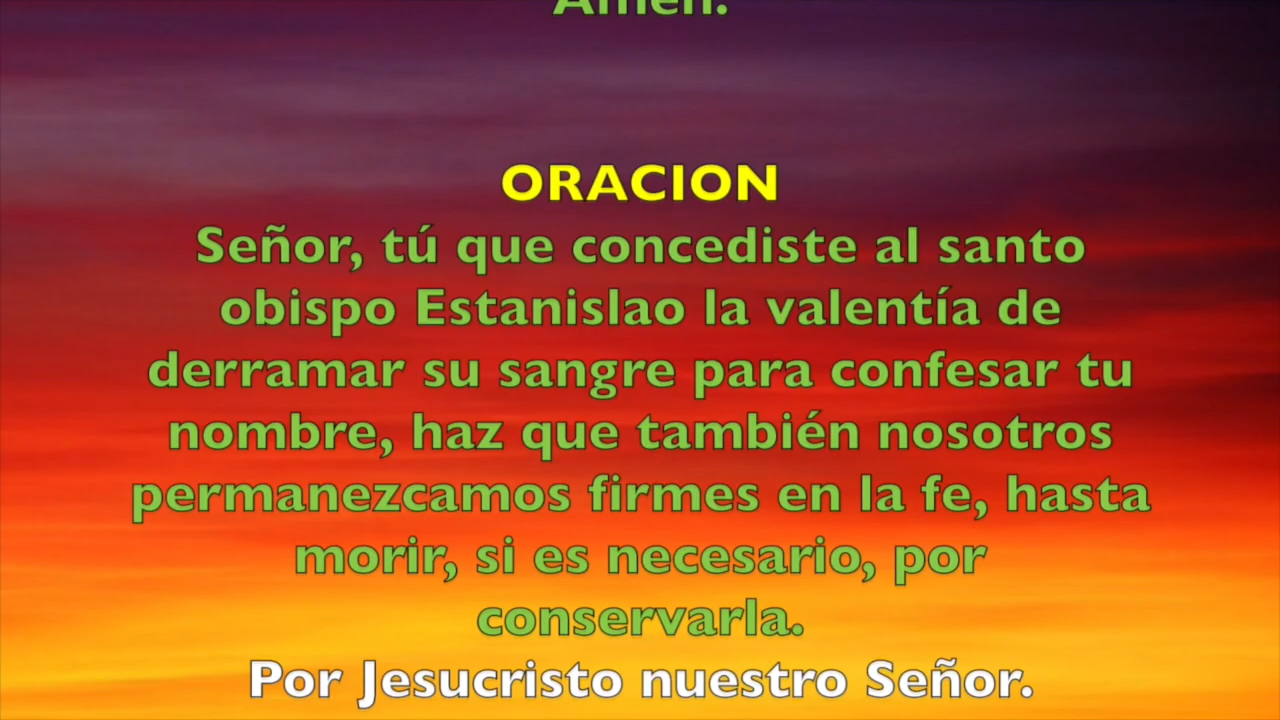 Amén.
ORACION
Señor, tú que concediste al santo
obispo Estanislao la valentía de
derramar su sangre para confesar tu
nombre, haz que también nosotros
permanezcamos firmes en la fe, hasta
morir, si es necesario, por
conservarla.
Por Jesucristo nuestro Señor.